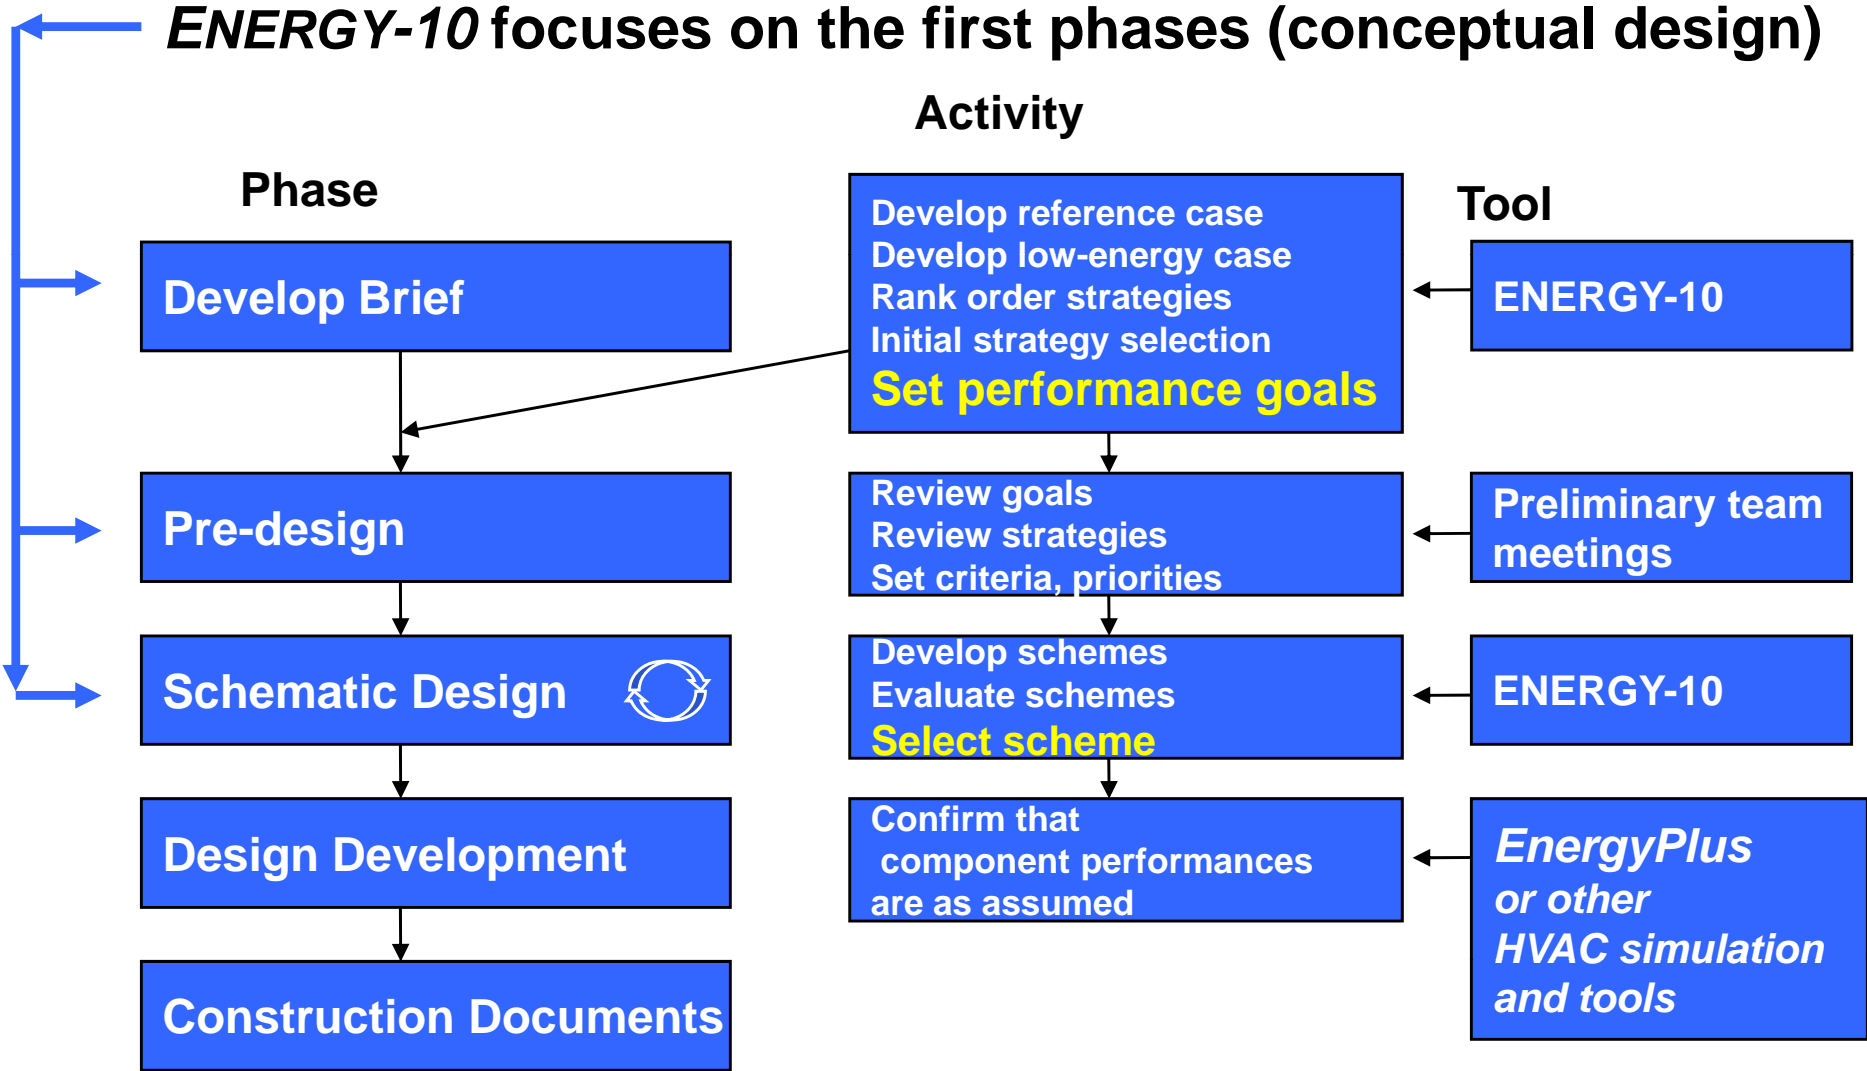 ENERGY-10 focuses on the first phases (conceptual design)
Activity
Phase
Tool
Develop Brief
Develop reference case
Develop low-energy case
Rank order strategies
Initial strategy selection
Set performance goals
ENERGY-10
Pre-design
Review goals
Review strategies
Set criteria, priorities
Preliminary team
meetings
Schematic Design
Develop schemes
Evaluate schemes
Select scheme
ENERGY-10
Design Development
Confirm that
component performances
are as assumed
EnergyPlus
or other
HVAC simulation
and tools
Construction Documents